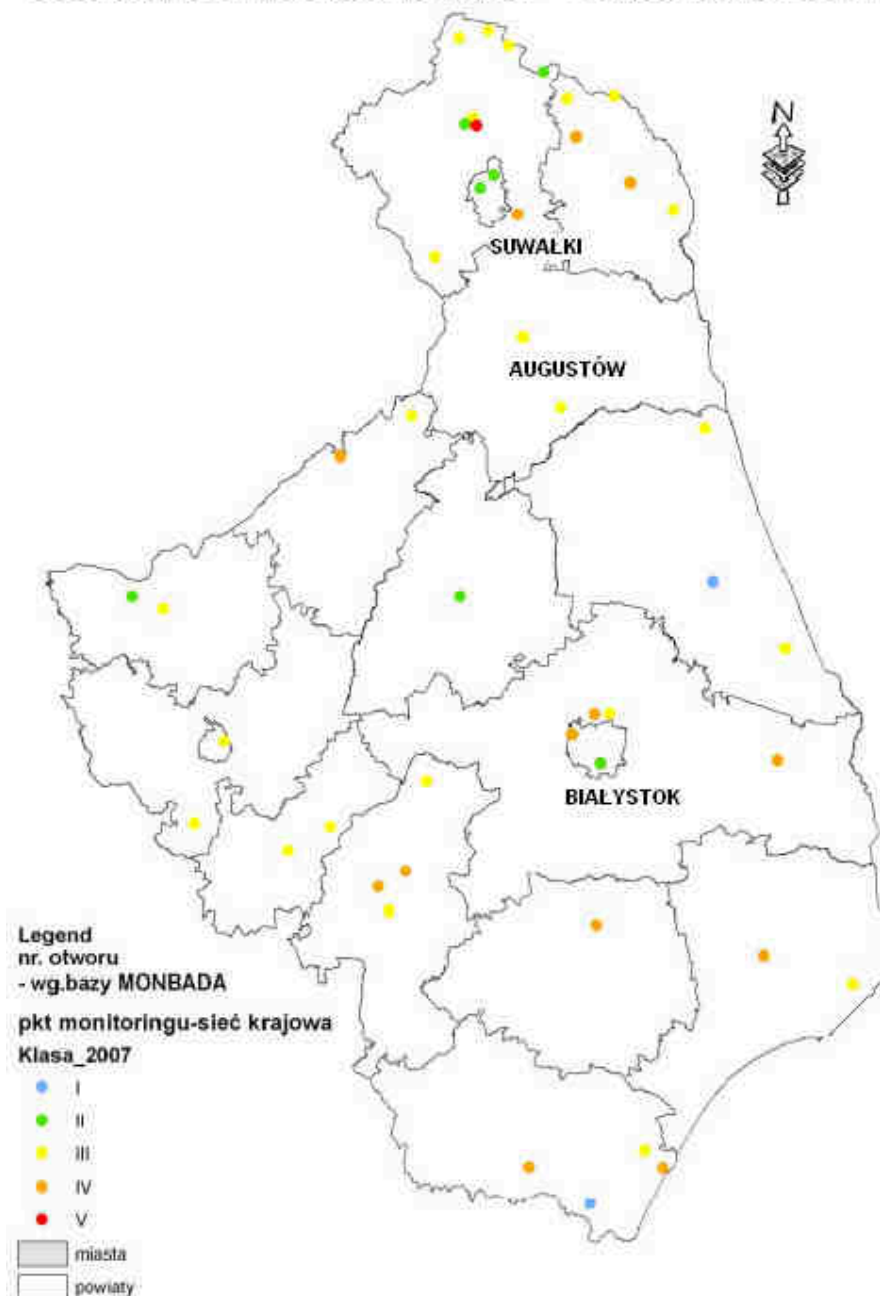 N
SUWAŁKI
AUGUSTÓW
BIAŁYSTOK
Legend
nr. otworu
- wg.bazy MONBADA
pkt monitoringu-sieć krajowa
Klasa_2007
I
II
III
IV
V
miasta
powiaty